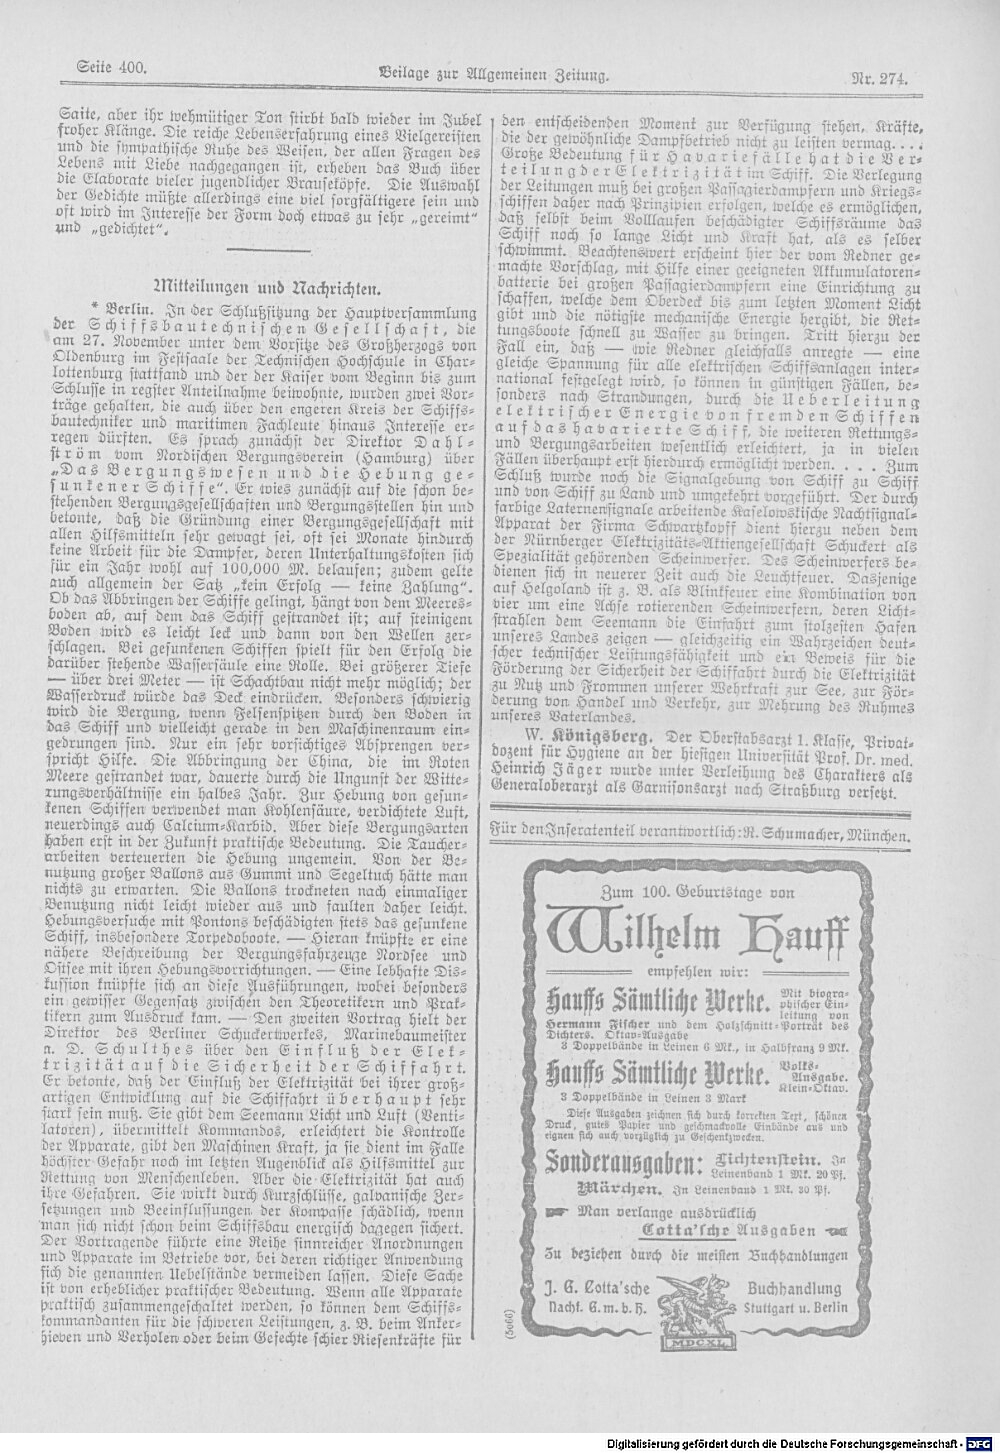 Seite 400.
Beilage zur Allgemeinen Zeitung.
Nr. 274.
Saite, aber ihr wehmütiger Ton stirbt bald wieder im Jubel
froher Klänge. Die reiche Lebenserfahrung eines Vielgereisten
und die sympathische Ruhe des Weisen, der allen Fragen des
Lebens mit Liebe nachgegangen ist, erheben das Buch über
die Elaborate vieler jugendlicher Brauseköpfe. Die Auswahl
der Gedichte müßte allerdings eine viel sorgfältigere sein und
oft wird im Interesse der Form doch etwas zu sehr „gereimt“
und „gedichtet“.
Mitteilungen und Nachrichten.
* Berlin. In der Schlußsitzung der Hauptversammlung
der Schiffsbautechnischen Gesellschaft, die
am 27. November unter dem Vorsitze des Großherzogs von
Oldenburg im Festsaale der Technischen Hochschule in Char-
lottenburg stattfand und der der Kaiser vom Beginn bis zum
Schlusse in regster Anteilnahme beiwohnte, wurden zwei Vor-
träge gehalten, die auch über den engeren Kreis der Schiffs-
bautechniker und maritimen Fachleute hinaus Interesse er-
regen dürften. Es sprach zunächst der Direktor Dahl-
ström vom Nordischen Bergungsverein (Hamburg) über
„Das Bergungswesen und die Hebung ge-
sunkener Schiffe“. Er wies zunächst auf die schon be-
stehenden Bergungsgesellschaften und Bergungsstellen hin und
betonte, daß die Gründung einer Bergungsgesellschaft mit
allen Hilfsmitteln sehr gewagt sei, oft sei Monate hindurch
keine Arbeit für die Dampfer, deren Unterhaltungskosten sich
für ein Jahr wohl auf 100,000 M. belaufen; zudem gelte
auch allgemein der Satz „kein Erfolg — keine Zahlung“.
Ob das Abbringen der Schiffe gelingt, hängt von dem Meeres-
boden ab, auf dem das Schiff gestrandet ist; auf steinigem
Boden wird es leicht leck und dann von den Wellen zer-
schlagen. Bei gesunkenen Schiffen spielt für den Erfolg die
darüber stehende Wassersäule eine Rolle. Bei größerer Tiefe
— über drei Meter — ist Schachtbau nicht mehr möglich; der
Wasserdruck würde das Deck eindrücken. Besonders schwierig
wird die Bergung, wenn Felsenspitzen durch den Boden in
das Schiff und vielleicht gerade in den Maschinenraum ein-
gedrungen sind. Nur ein sehr vorsichtiges Absprengen ver-
spricht Hilfe. Die Abbringung der China, die im Roten
Meere gestrandet war, dauerte durch die Ungunst der Witte-
rungsverhältnisse ein halbes Jahr. Zur Hebung von gesun-
kenen Schiffen verwendet man Kohlensäure, verdichtete Luft,
neuerdings auch Calcium-Karbid. Aber diese Bergungsarten
haben erst in der Zukunft praktische Bedeutung. Die Taucher-
arbeiten verteuerten die Hebung ungemein. Von der Be-
nutzung großer Ballons aus Gummi und Segeltuch hätte man
nichts zu erwarten. Die Ballons trockneten nach einmaliger
Benutzung nicht leicht wieder aus und faulten daher leicht.
Hebungsversuche mit Pontons beschädigten stets das gesunkene
Schiff, insbesondere Torpedoboote. — Hieran knüpfte er eine
nähere Beschreibung der Bergungsfahrzeuge Nordsee und
Ostsee mit ihren Hebungsvorrichtungen. — Eine lebhafte Dis-
kussion knüpfte sich an diese Ausführungen, wobei besonders
ein gewisser Gegensatz zwischen den Theoretikern und Prak-
tikern zum Ausdruck kam. — Den zweiten Vortrag hielt der
Direktor des Berliner Schuckertwerkes, Marinebaumeister
a. D. Schulthes über den Einfluß der Elek-
trizität auf die Sicherheit der Schiffahrt.
Er betonte, daß der Einfluß der Elektrizität bei ihrer groß-
artigen Entwicklung auf die Schiffahrt überhaupt sehr
stark sein muß. Sie gibt dem Seemann Licht und Luft (Venti-
latoren), übermittelt Kommandos, erleichtert die Kontrolle
der Apparate, gibt den Maschinen Kraft, ja sie dient im Falle
höchster Gefahr noch im letzten Augenblick als Hilfsmittel zur
Rettung von Menschenleben. Aber die Elektrizität hat auch
ihre Gefahren. Sie wirkt durch Kurzschlüsse, galvanische Zer-
setzungen und Beeinflussungen der Kompasse schädlich, wenn
man sich nicht schon beim Schiffsbau energisch dagegen sichert.
Der Vortragende führte eine Reihe sinnreicher Anordnungen
und Apparate im Betriebe vor, bei deren richtiger Anwendung
sich die genannten Uebelstände vermeiden lassen. Diese Sache
ist von erheblicher praktischer Bedeutung. Wenn alle Apparate
praktisch zusammengeschaltet werden, so können dem Schiffs-
kommandanten für die schweren Leistungen, z. B. beim Anker-
hieven und Verholen oder beim Gefechte schier Riesenkräfte für
den entscheidenden Moment zur Verfügung stehen, Kräfte,
die der gewöhnliche Dampfbetrieb nicht zu leisten vermag....
Große Bedeutung für Havariefälle hat die Ver-
teilung der Elektrizität im Schiff. Die Verlegung
der Leitungen muß bei großen Passagierdampfern und Kriegs-
schiffen daher nach Prinzipien erfolgen, welche es ermöglichen,
daß selbst beim Volllaufen beschädigter Schiffsräume das
Schiff noch so lange Licht und Kraft hat, als es selber
schwimmt. Beachtenswert erscheint hier der vom Redner ge-
machte Vorschlag, mit Hilfe einer geeigneten Akkumulatoren-
batterie bei großen Passagierdampfern eine Einrichtung zu
schaffen, welche dem Oberdeck bis zum letzten Moment Licht
gibt und die nötigste mechanische Energie hergibt, die Ret-
tungsboote schnell zu Wasser zu bringen. Tritt hierzu der
Fall ein, daß — wie Redner gleichfalls anregte — eine
gleiche Spannung für alle elektrischen Schiffsanlagen inter-
national festgelegt wird, so können in günstigen Fällen, be-
sonders nach Strandungen, durch die Ueberleitung
elektrischer Energie von fremden Schiffen
auf das havarierte Schiff, die weiteren Rettungs-
und Bergungsarbeiten wesentlich erleichtert, ja in vielen
Fällen überhaupt erst hierdurch ermöglicht werden. . . . Zum
Schluß wurde noch die Signalgebung von Schiff zu Schiff
und von Schiff zu Land und umgekehrt vorgeführt. Der durch
farbige Laternensignale arbeitende Kaselowskische Nachtsignal-
Apparat der Firma Schwartzkopff dient hierzu neben dem
der Nürnberger Elektrizitäts-Aktiengesellschaft Schuckert als
Spezialität gehörenden Scheinwerfer. Des Scheinwerfers be-
dienen sich in neuerer Zeit auch die Leuchtfeuer. Dasjenige
auf Helgoland ist z. B. als Blinkfeuer eine Kombination von
vier um eine Achse rotierenden Scheinwerfern, deren Licht-
strahlen dem Seemann die Einfahrt zum stolzesten Hafen
unseres Landes zeigen — gleichzeitig ein Wahrzeichen deut-
scher technischer Leistungsfähigkeit und ein Beweis für die
Förderung der Sicherheit der Schiffahrt durch die Elektrizität
zu Nutz und Frommen unserer Wehrkraft zur See, zur För-
derung von Handel und Verkehr, zur Mehrung des Ruhmes
unseres Vaterlandes.
W. Königsberg. Der Oberstabsarzt 1. Klasse, Privat-
dozent für Hygiene an der hiesigen Universität Prof. Dr. med.
Heinrich Jäger wurde unter Verleihung des Charakters als
Generaloberarzt als Garnisonsarzt nach Straßburg versetzt.
Für den Inseratenteil verantwortlich: R. Schumacher, München.
Zum 100. Geburtstage von
Wilhelm Hauff
empfehlen wir:
Hauffs Sämtliche Werke. Mit biogra-
phischer Ein-
leitung von
Hermann Fischer und dem Holzschnitt-Porträt des
Dichters. Oktav-Ausgabe
3 Doppelbände in Leinen 6 Mk., in Halbfranz 9 Mk.
Hauffs Sämtliche Werke. Volks-
Ausgabe.
Klein-Oktav.
3 Doppelbände in Leinen 3 Mark
Diese Ausgaben zeichnen sich durch korrekten Text, schönen
Druck, gutes Papier und geschmackvolle Einbände aus und
eignen sich auch vorzüglich zu Geschenkzwecken.
Sonderausgaben: Lichtenstein. In
Leinenband 1 Mk. 20 Pf.
Märchen. In Leinenband 1 Mk. 30 Pf.
Man verlange ausdrücklich
Cotta'sche Ausgaben
Zu beziehen durch die meisten Buchhandlungen
J. G. Cotta'sche Buchhandlung
Nachf. G. m. b. H. Stuttgart u. Berlin
MDCXL
(5066)
Digitalisierung gefördert durch die Deutsche Forschungsgemeinschaft - DFG